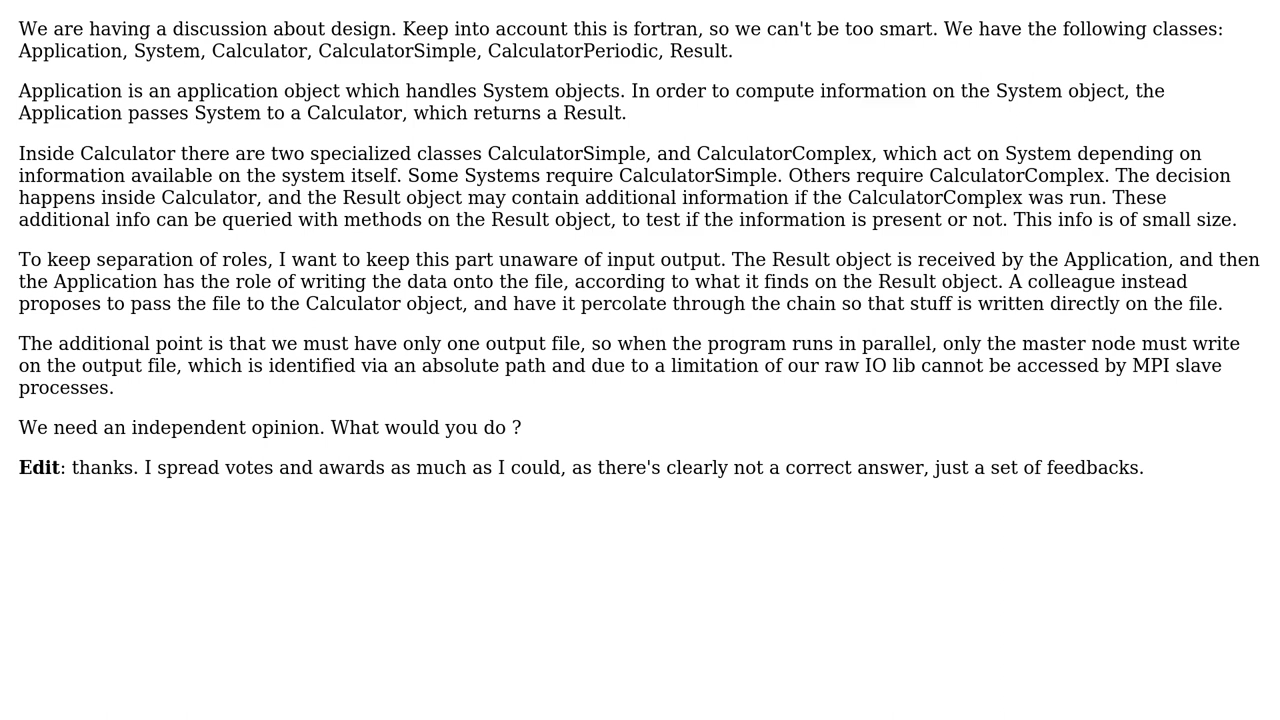 We are having a discussion about design. Keep into account this is fortran, so we can't be too smart. We have the following classes:
Application, System, Calculator, CalculatorSimple, CalculatorPeriodic, Result.
Application is an application object which handles System objects. In order to compute information on the System object, the
Application passes System to a Calculator, which returns a Result.
Inside Calculator there are two specialized classes CalculatorSimple, and CalculatorComplex, which act on System depending on
information available on the system itself. Some Systems require CalculatorSimple. Others require CalculatorComplex. The decision
happens inside Calculator, and the Result object may contain additional information if the CalculatorComplex was run. These
additional info can be queried with methods on the Result object, to test if the information is present or not. This info is of small size.
To keep separation of roles, I want to keep this part unaware of input output. The Result object is received by the Application, and then
the Application has the role of writing the data onto the file, according to what it finds on the Result object. A colleague instead
proposes to pass the file to the Calculator object, and have it percolate through the chain so that stuff is written directly on the file.
The additional point is that we must have only one output file, so when the program runs in parallel, only the master node must write
on the output file, which is identified via an absolute path and due to a limitation of our raw IO lib cannot be accessed by MPI slave
processes.
We need an independent opinion. What would you do ?
Edit: thanks. I spread votes and awards as much as I could, as there's clearly not a correct answer, just a set of feedbacks.